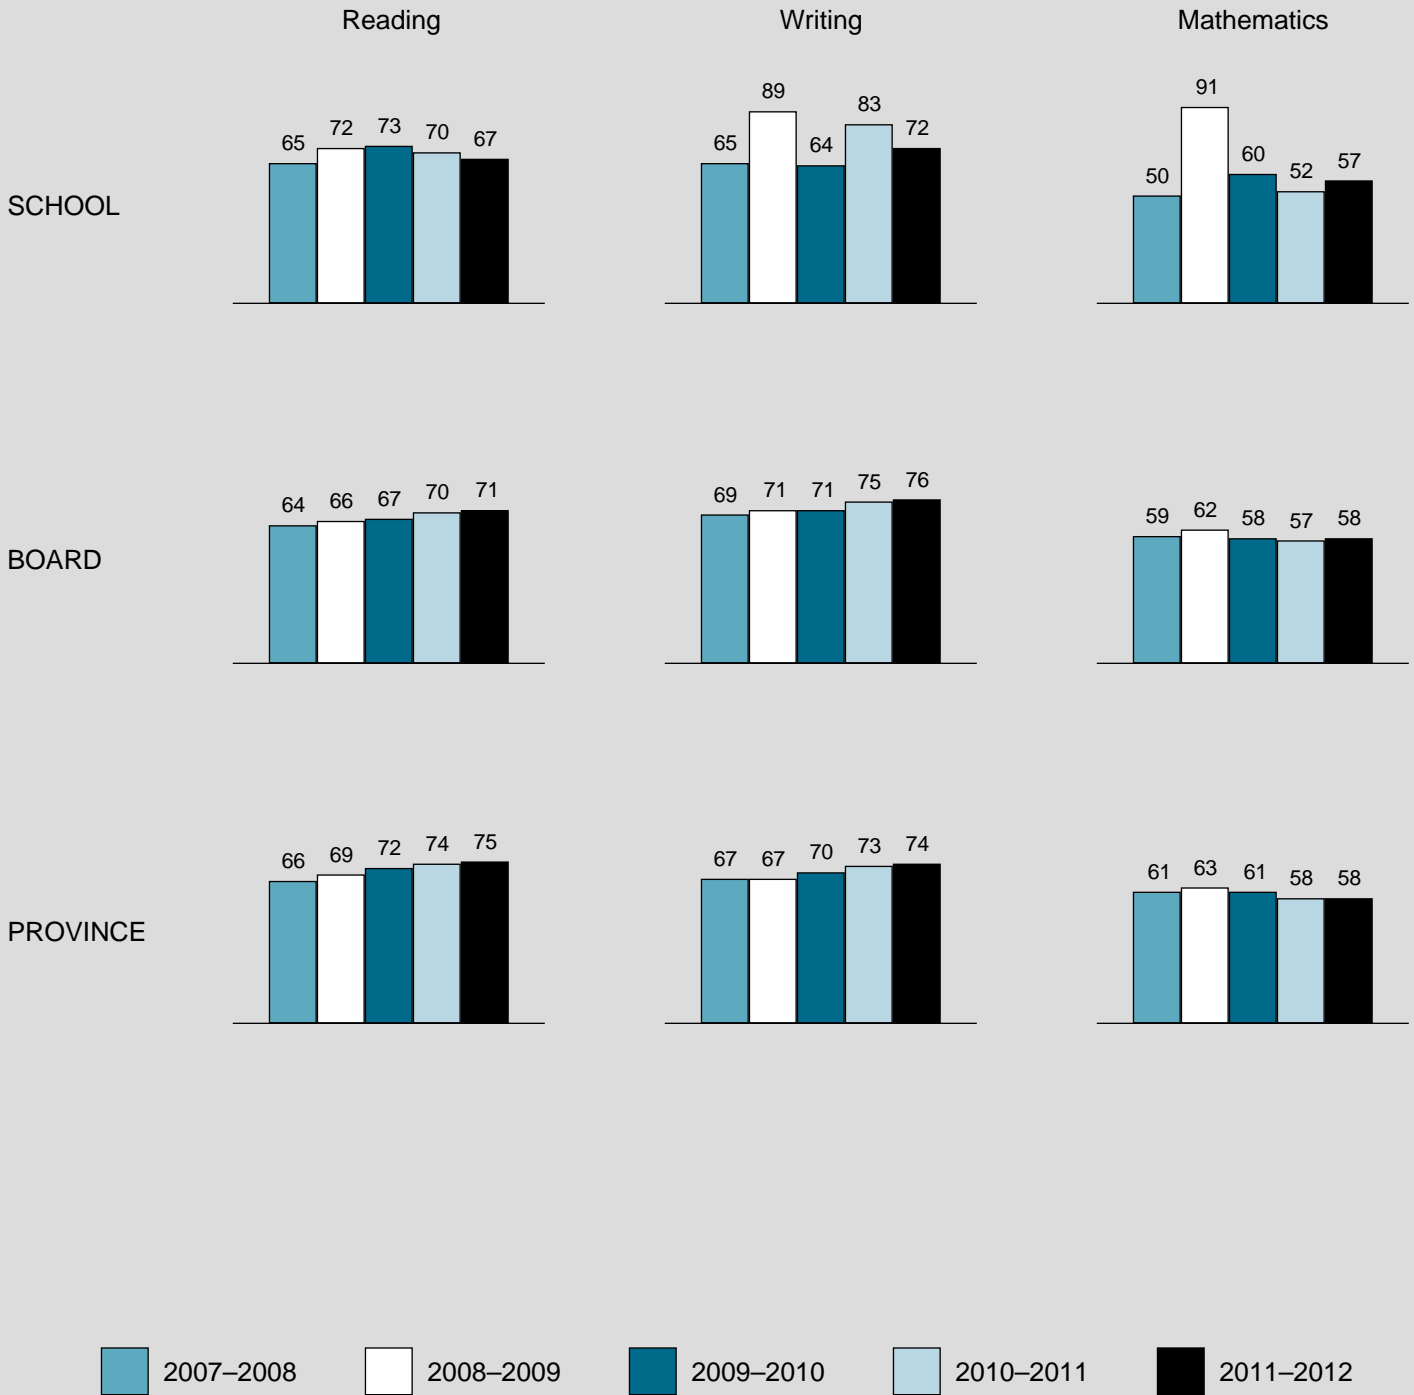 Reading Writing Mathematics
SCHOOL
65 72 73 70 67
65 89 64 83 72
50 91 60 52 57
BOARD
64 66 67 70 71
69 71 71 75 76
59 62 58 57 58
PROVINCE
66 69 72 74 75
67 67 70 73 74
61 63 61 58 58
2007–2008 2008–2009 2009–2010 2010–2011 2011–2012